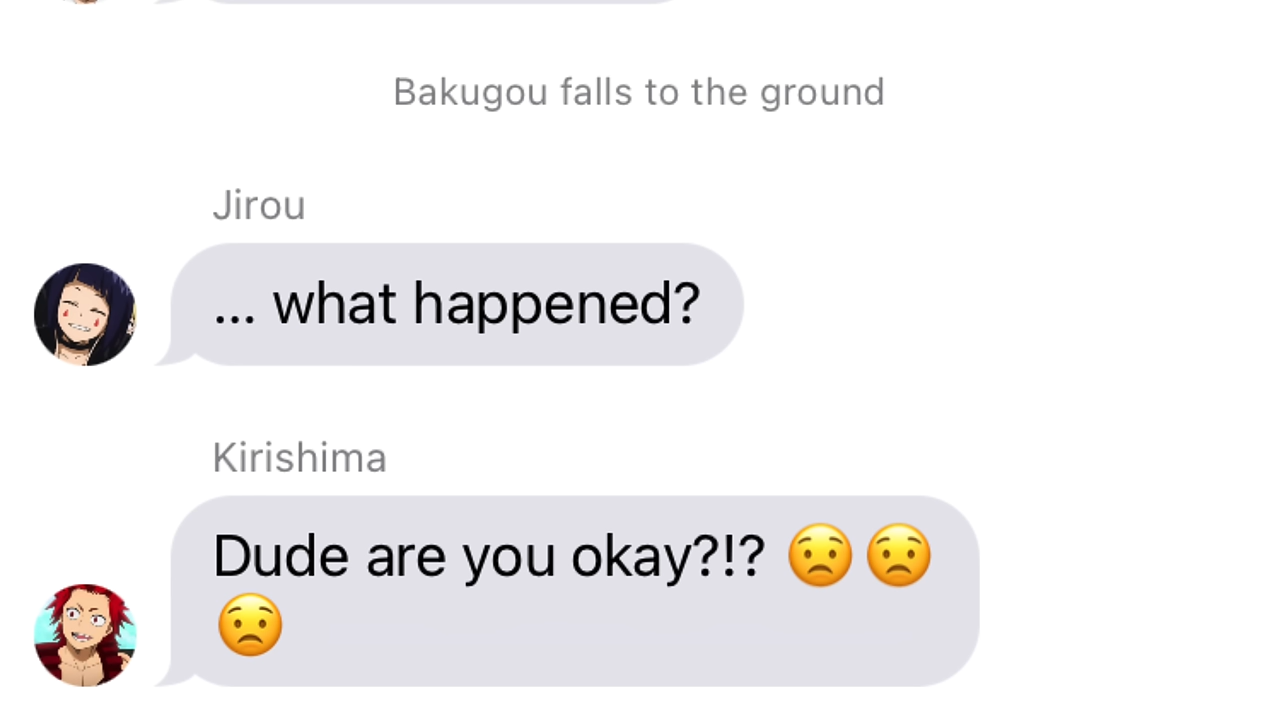 Bakugou falls to the ground
Jirou
... what happened?
Kirishima
Dude are you okay?!? 😟😟
😟